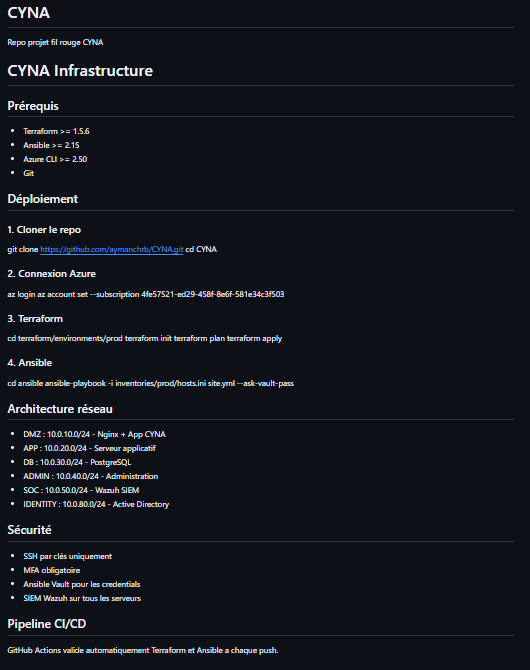 CYNA
Repo projet fil rouge CYNA
CYNA Infrastructure
Prérequis
Terraform >= 1.5.6
Ansible >= 2.15
Azure CLI >= 2.50
Git
Déploiement
1. Cloner le repo
git clone https://github.com/aymanchrb/CYNA.git cd CYNA
2. Connexion Azure
az login az account set --subscription 4fe57521-ed29-458f-8e6f-581e34c3f503
3. Terraform
cd terraform/environments/prod terraform init terraform plan terraform apply
4. Ansible
cd ansible ansible-playbook -i inventories/prod/hosts.ini site.yml --ask-vault-pass
Architecture réseau
DMZ : 10.0.10.0/24 - Nginx + App CYNA
APP : 10.0.20.0/24 - Serveur applicatif
DB : 10.0.30.0/24 - PostgreSQL
ADMIN : 10.0.40.0/24 - Administration
SOC : 10.0.50.0/24 - Wazuh SIEM
IDENTITY : 10.0.80.0/24 - Active Directory
Sécurité
SSH par clés uniquement
MFA obligatoire
Ansible Vault pour les credentials
SIEM Wazuh sur tous les serveurs
Pipeline CI/CD
GitHub Actions valide automatiquement Terraform et Ansible a chaque push.